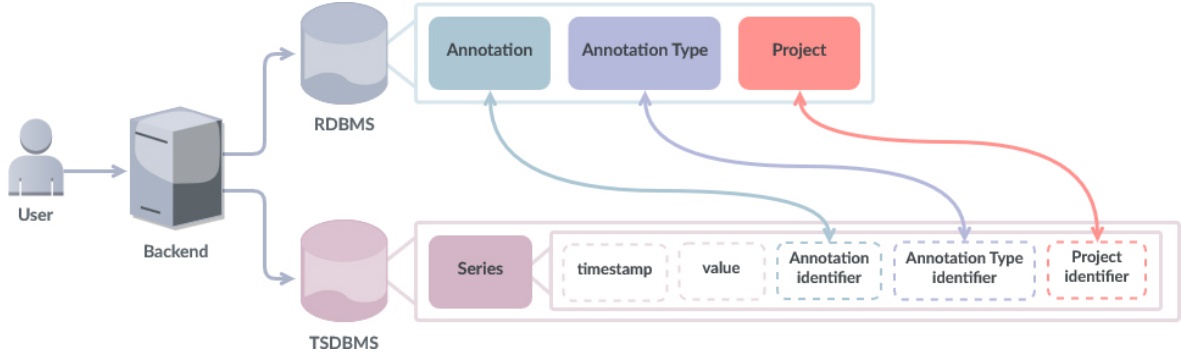 Annotation
Annotation Type
Project
RDBMS
User
Backend
Series
timestamp
value
Annotation
identifier
Annotation Type
identifier
Project
identifier
TSDBMS